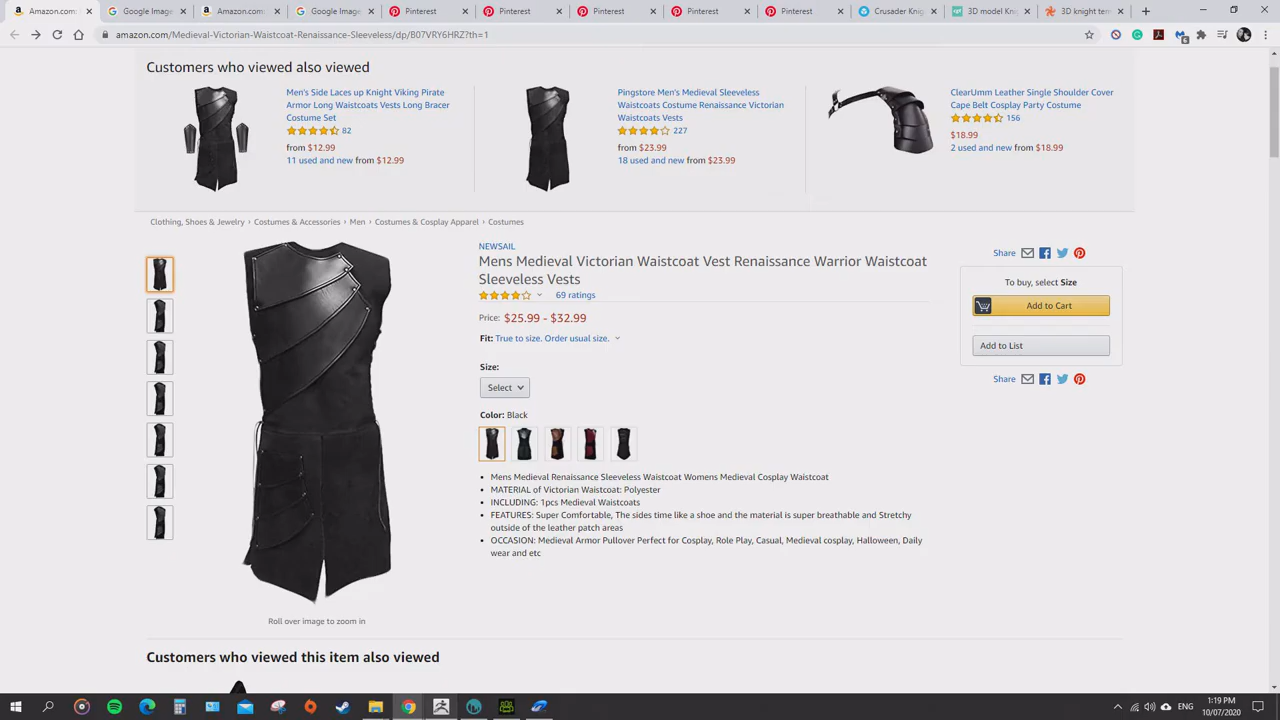 Amazon.c
Google Image
Amazon.c
Google Image
Pinterest
Pinterest
Pinterest
Pinterest
Pinterest
Crusader Kni
3D model Kni
3D knight tem
amazon.com/Medieval-Victorian-Waistcoat-Renaissance-Sleeveless/dp/B07VRY6HRZ?th=1
6
Customers who viewed also viewed
Men's Side Laces up Knight Viking Pirate
Armor Long Waistcoats Vests Long Bracer
Costume Set
82
from $12.99
11 used and new from $12.99
Pingstore Men's Medieval Sleeveless
Waistcoats Costume Renaissance Victorian
Waistcoats Vests
227
from $23.99
18 used and new from $23.99
ClearUmm Leather Single Shoulder Cover
Cape Belt Cosplay Party Costume
156
$18.99
2 used and new from $18.99
Clothing, Shoes & Jewelry › Costumes & Accessories › Men › Costumes & Cosplay Apparel › Costumes
NEWSAIL
Mens Medieval Victorian Waistcoat Vest Renaissance Warrior Waistcoat
Sleeveless Vests
69 ratings
Price: $25.99 - $32.99
Fit: True to size. Order usual size.
Size:
Select
Color: Black
• Mens Medieval Renaissance Sleeveless Waistcoat Womens Medieval Cosplay Waistcoat
• MATERIAL of Victorian Waistcoat: Polyester
• INCLUDING: 1pcs Medieval Waistcoats
• FEATURES: Super Comfortable, The sides time like a shoe and the material is super breathable and Stretchy
outside of the leather patch areas
• OCCASION: Medieval Armor Pullover Perfect for Cosplay, Role Play, Casual, Medieval cosplay, Halloween, Daily
wear and etc
Share
To buy, select Size
Add to Cart
Add to List
Share
Roll over image to zoom in
Customers who viewed this item also viewed
ENG
1:19 PM
10/07/2020